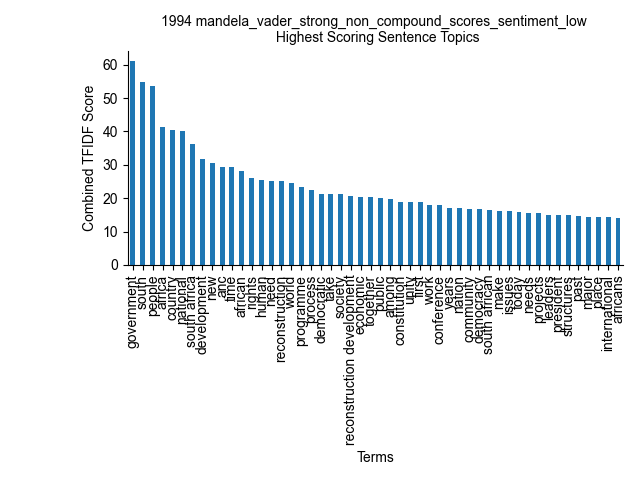 1994 mandela_vader_strong_non_compound_scores_sentiment_low
Highest Scoring Sentence Topics
Combined TFIDF Score
60
50
40
30
20
10
0
government
south
people
africa
country
national
south africa
development
new
anc
time
african
rights
human
need
reconstruction
world
programme
process
democratic
take
society
reconstruction development
economic
together
public
among
constitution
unity
first
work
conference
years
nation
community
democracy
south african
make
issues
today
needs
projects
leaders
president
structures
past
major
place
international
africans
Terms